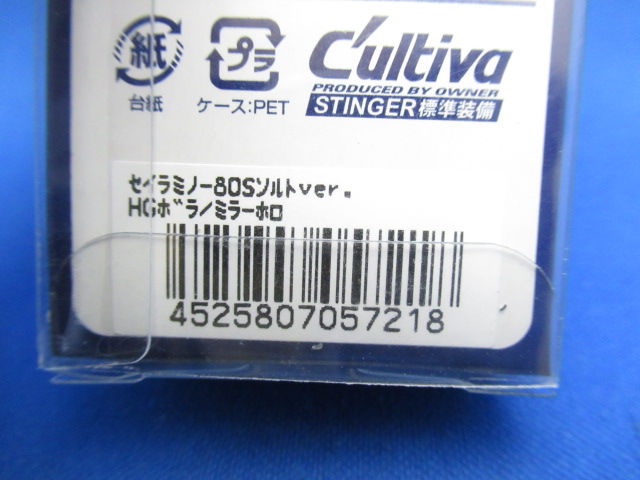 紙
プラ
C'ultiva
台紙
ケース:PET
PRODUCED BY OWNER
STINGER標準装備
セイラミノー80Sソルトver.
HGボラ/ミラーホロ
4525807057218